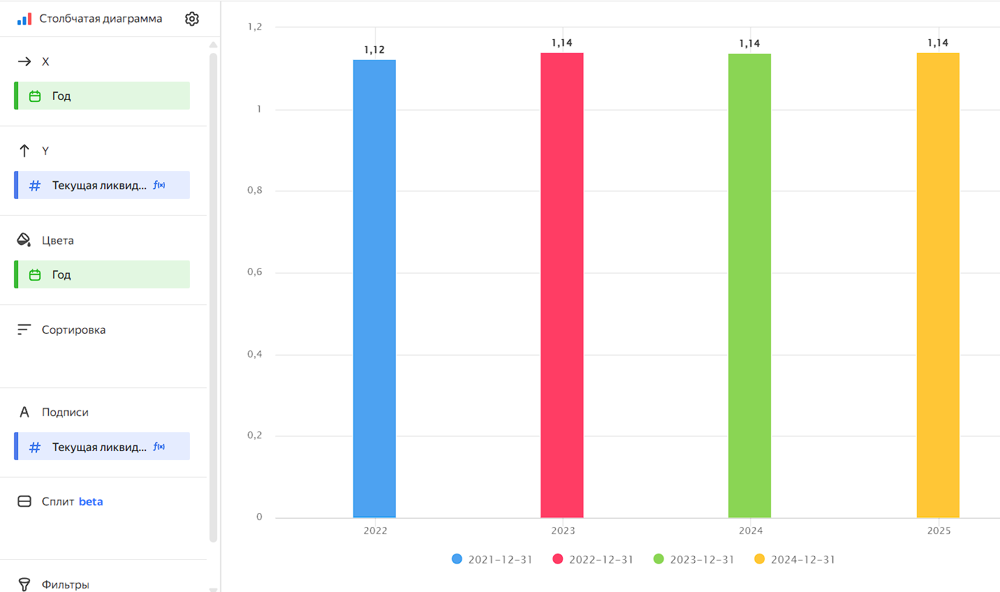 Столбчатая диаграмма
X
Год
Y
Текущая ликвид... f(x)
Цвета
Год
Сортировка
Подписи
Текущая ликвид... f(x)
Сплит beta
Фильтры
1,2
1
0,8
0,6
0,4
0,2
0
1,12
1,14
1,14
1,14
2022
2023
2024
2025
2021-12-31
2022-12-31
2023-12-31
2024-12-31